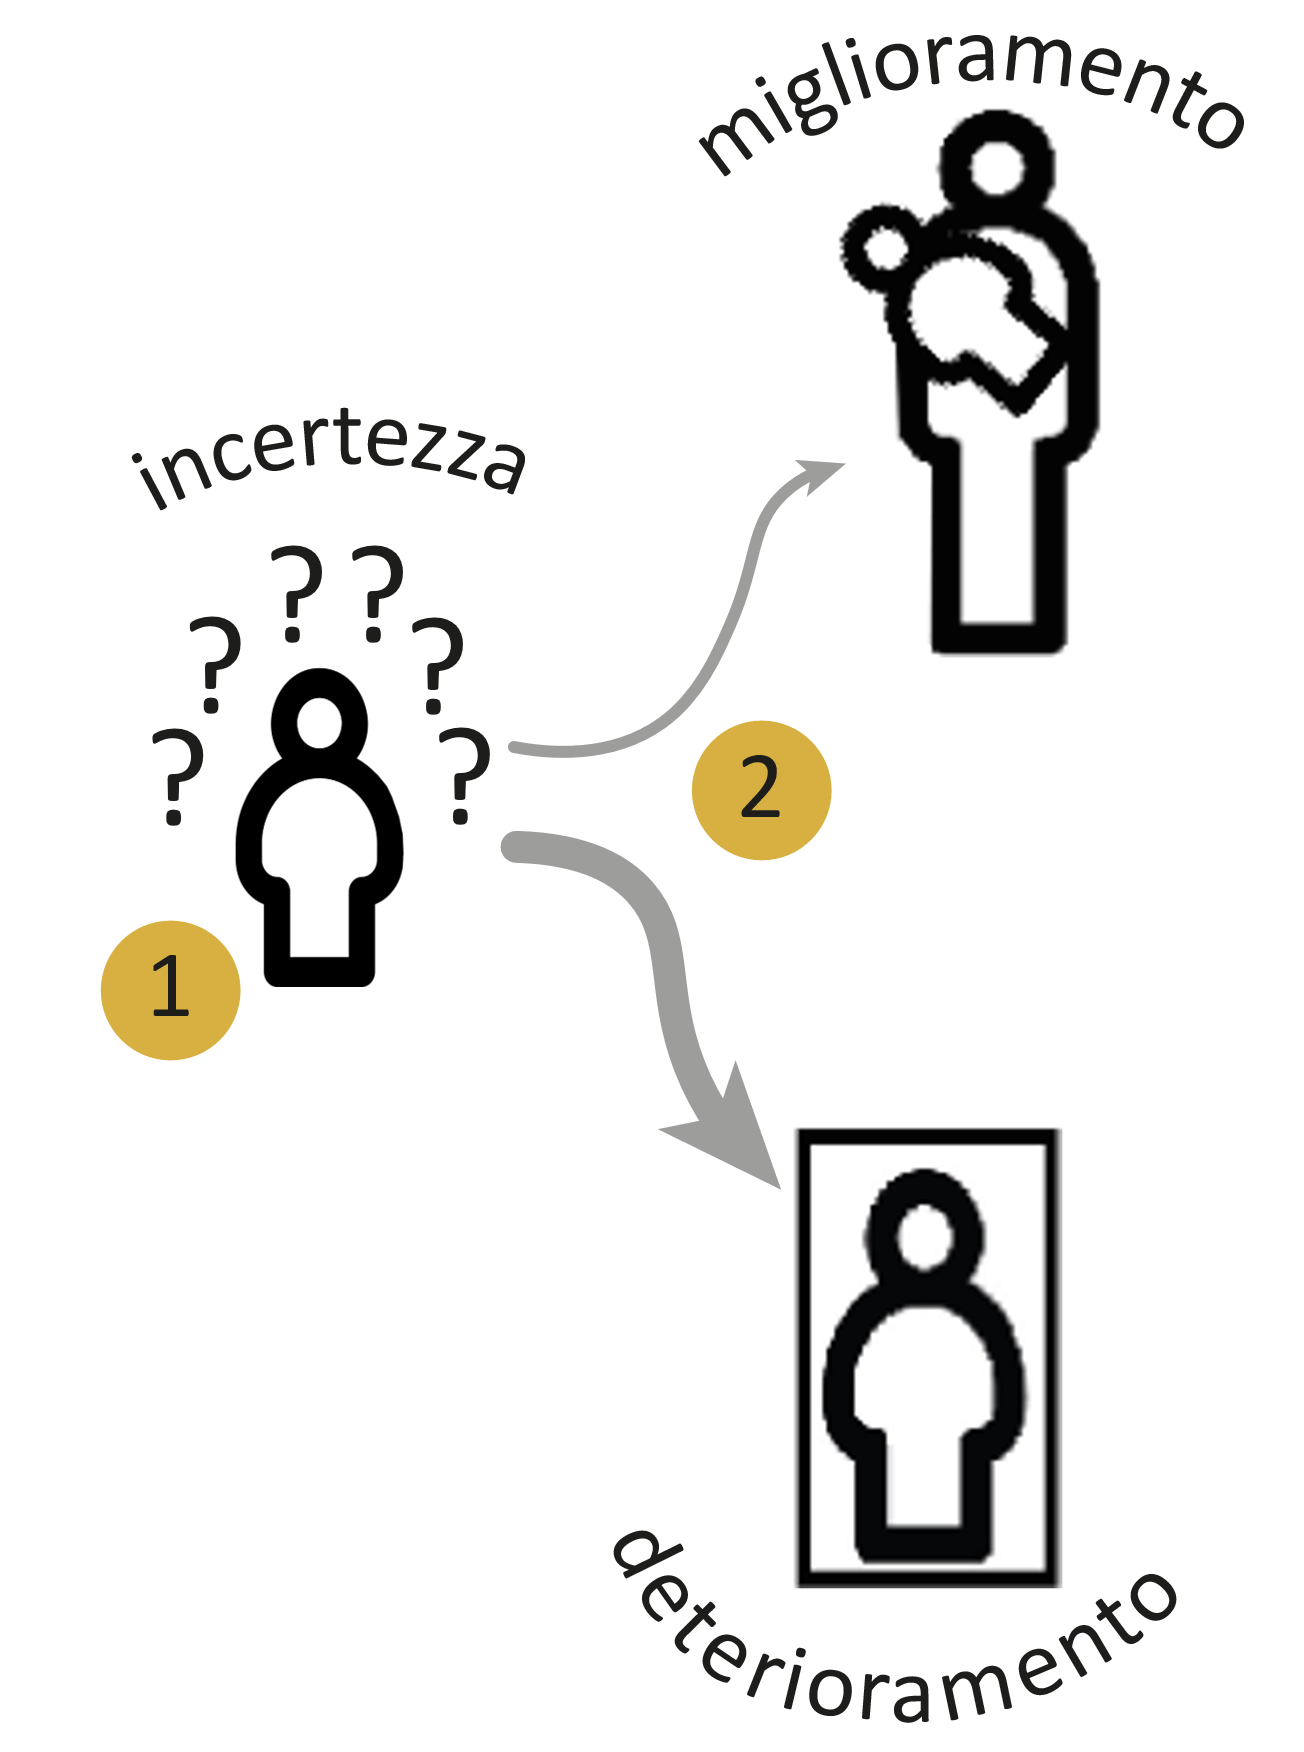 miglioramento
incertezza
? ? ? ? ? ?
2
1
deterioramento